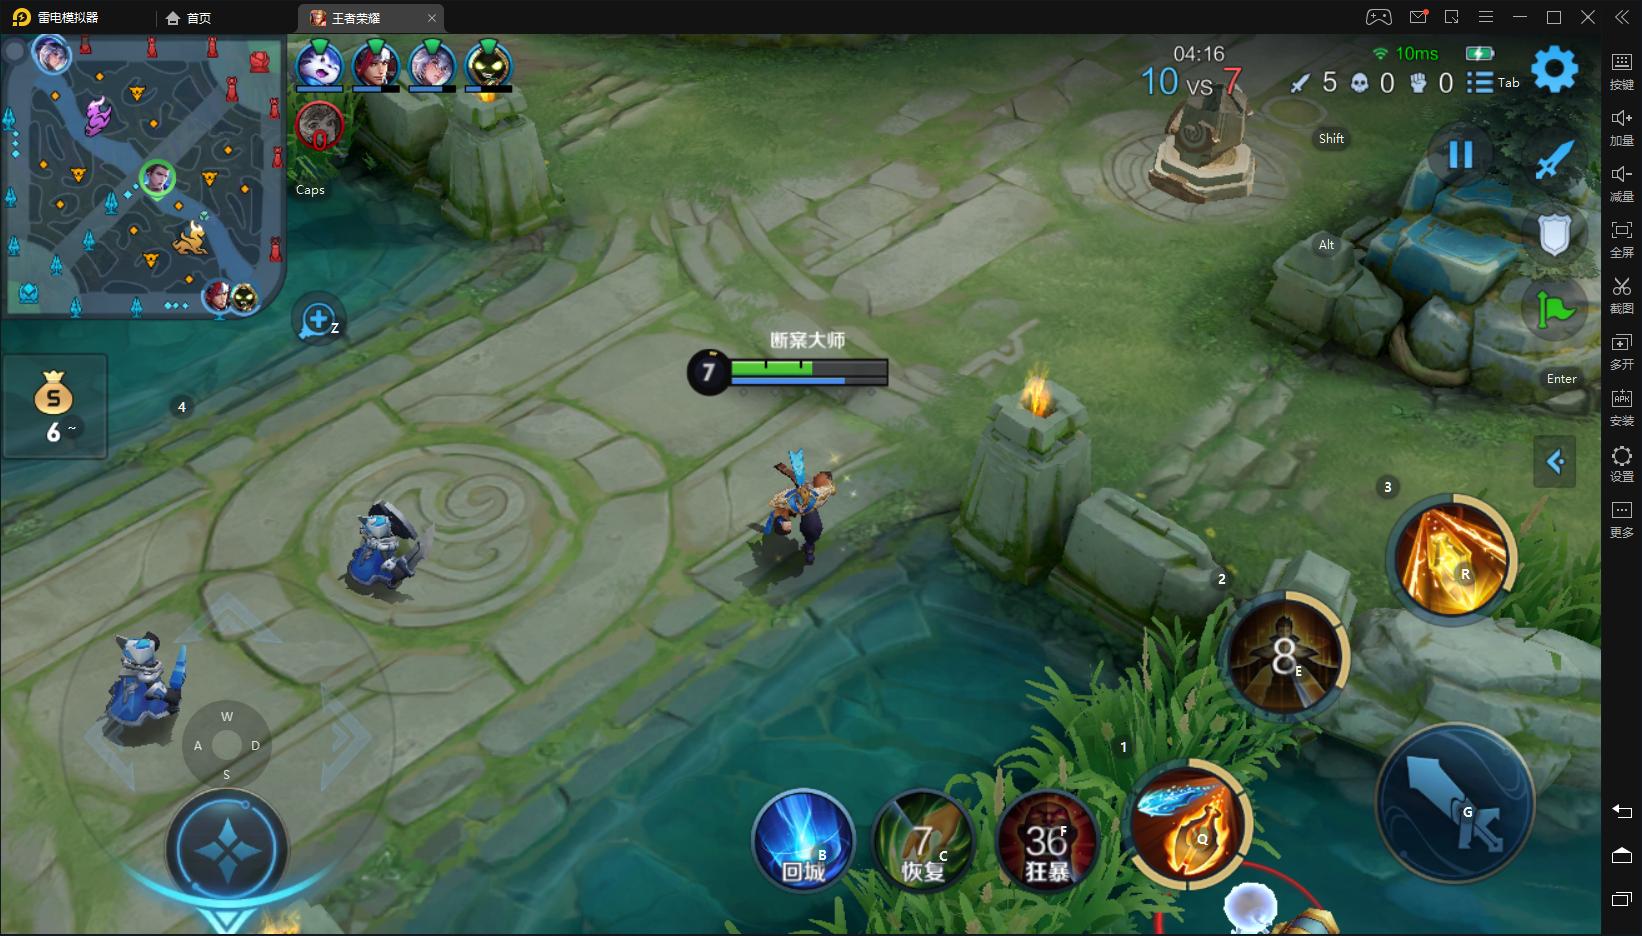 雷电模拟器
首页
王者荣耀
04:16
10ms
10 vs 7
5
0
0
Tab
按键
Shift
加量
0
Caps
减量
Alt
全屏
截图
Z
断案大师
7
多开
Enter
S
6 ~
4
安装
设置
3
更多
R
2
8
E
W
A
D
S
1
G
Q
B
回城
7
C
恢复
36
F
狂暴